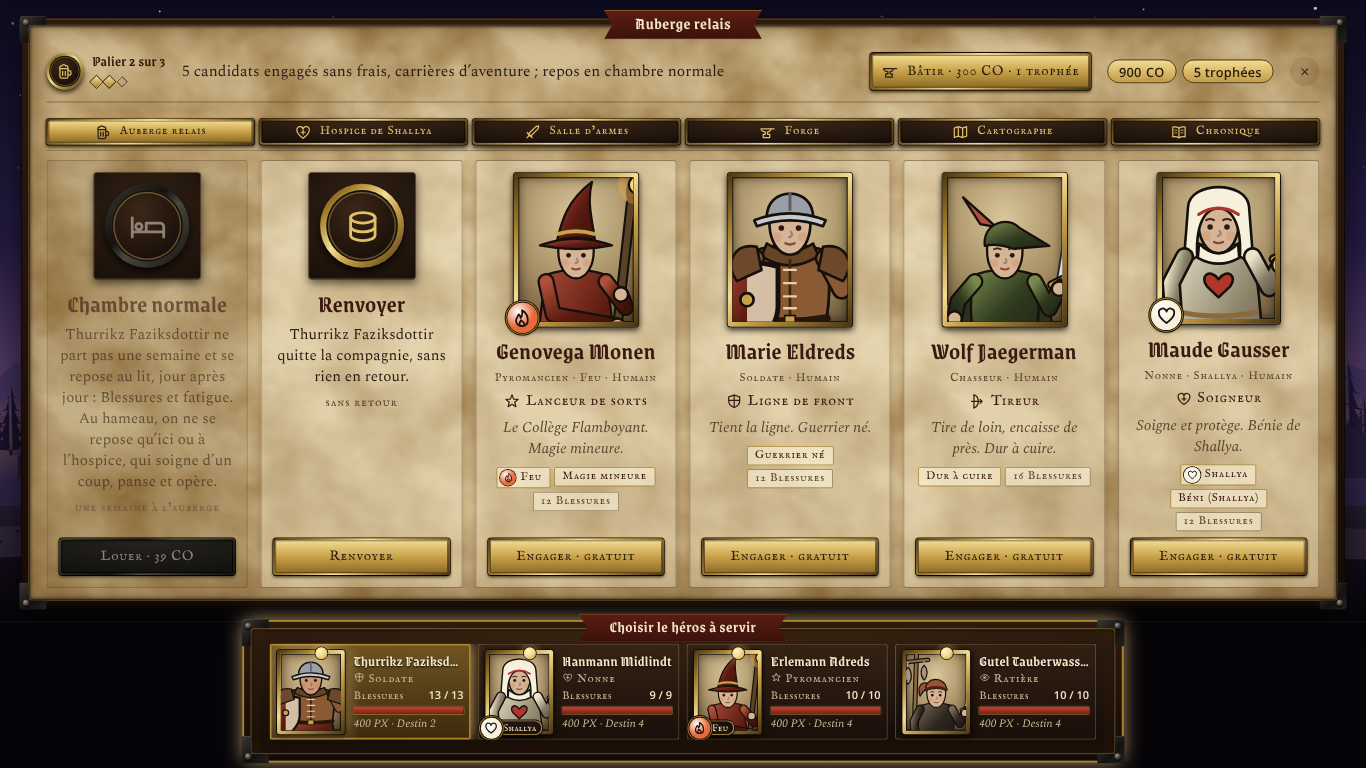 Auberge relais
Palier 2 sur 3
5 candidats engagés sans frais, carrières d'aventure ; repos en chambre normale
Bâtir · 300 CO · 1 trophée
900 CO
5 trophées
×
Auberge relais
Hospice de Shallya
Salle d'armes
Forge
Cartographe
Chronique
Chambre normale
Thurrikz Faziksdottir ne
part pas une semaine et se
repose au lit, jour après
jour : Blessures et fatigue.
Au hameau, on ne se
repose qu'ici ou à
l'hospice, qui soigne d'un
coup, panse et opère.
une semaine à l'auberge
Louer · 39 CO
Renvoyer
Thurrikz Faziksdottir
quitte la compagnie, sans
rien en retour.
sans retour
Renvoyer
Genovega Monen
Pyromancien · Feu · Humain
Lanceur de sorts
Le Collège Flamboyant.
Magie mineure.
Feu
Magie mineure
12 Blessures
Engager · gratuit
Marie Eldreds
Soldate · Humain
Ligne de front
Tient la ligne. Guerrier né.
Guerrier né
12 Blessures
Engager · gratuit
Wolf Jaegerman
Chasseur · Humain
Tireur
Tire de loin, encaisse de
près. Dur à cuire.
Dur à cuire
16 Blessures
Engager · gratuit
Maude Gausser
Nonne · Shallya · Humain
Soigneur
Soigne et protège. Bénie de
Shallya.
Shallya
Béni (Shallya)
12 Blessures
Engager · gratuit
Choisir le héros à servir
Thurrikz Faziksd...
Soldate
Blessures 13 / 13
400 PX · Destin 2
Hanmann Midlindt
Nonne
Blessures 9 / 9
400 PX · Destin 4
Shallya
Erlemann Adreds
Pyromancien
Blessures 10 / 10
400 PX · Destin 4
Feu
Gutel Tauberwass...
Ratière
Blessures 10 / 10
400 PX · Destin 4